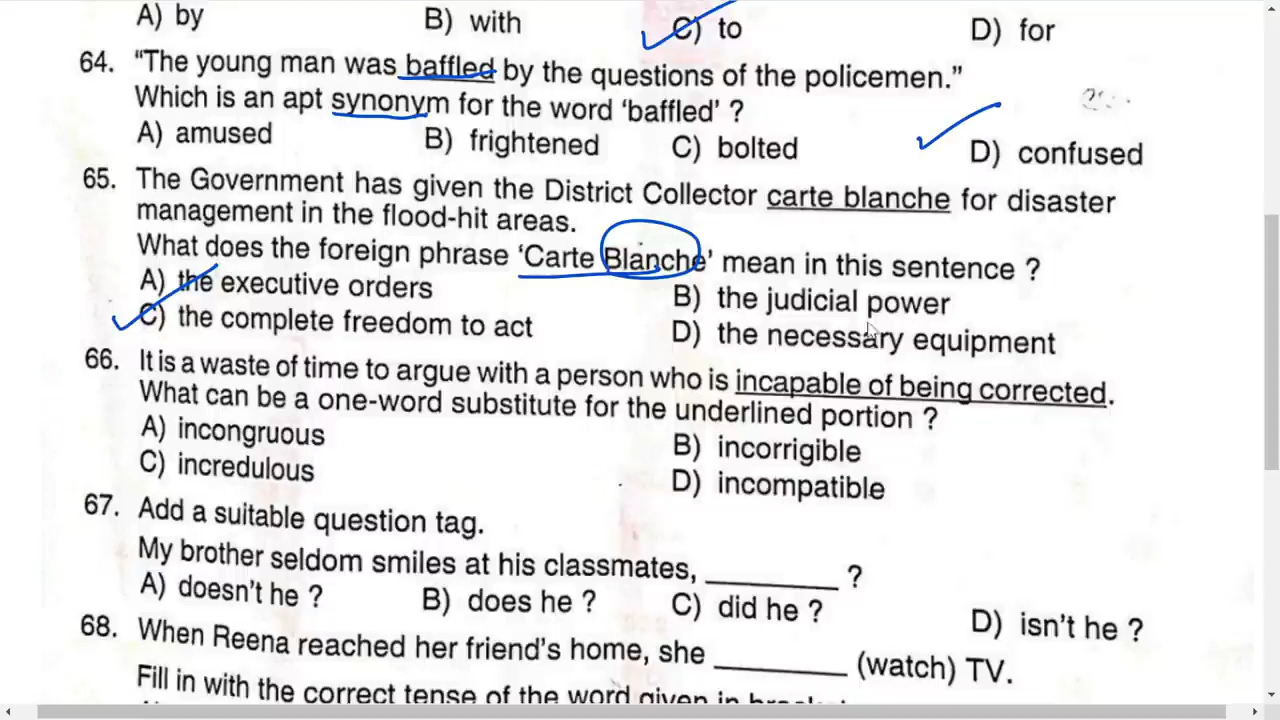 A) by B) with C) to D) for
64. “The young man was baffled by the questions of the policemen.”
Which is an apt synonym for the word ‘baffled’ ?
A) amused B) frightened C) bolted D) confused
65. The Government has given the District Collector carte blanche for disaster
management in the flood-hit areas.
What does the foreign phrase ‘Carte Blanche’ mean in this sentence ?
A) the executive orders B) the judicial power
C) the complete freedom to act D) the necessary equipment
66. It is a waste of time to argue with a person who is incapable of being corrected.
What can be a one-word substitute for the underlined portion ?
A) incongruous B) incorrigible
C) incredulous D) incompatible
67. Add a suitable question tag.
My brother seldom smiles at his classmates, __________ ?
A) doesn't he ? B) does he ? C) did he ? D) isn't he ?
68. When Reena reached her friend's home, she __________ (watch) TV.
Fill in with the correct tense of the word given in